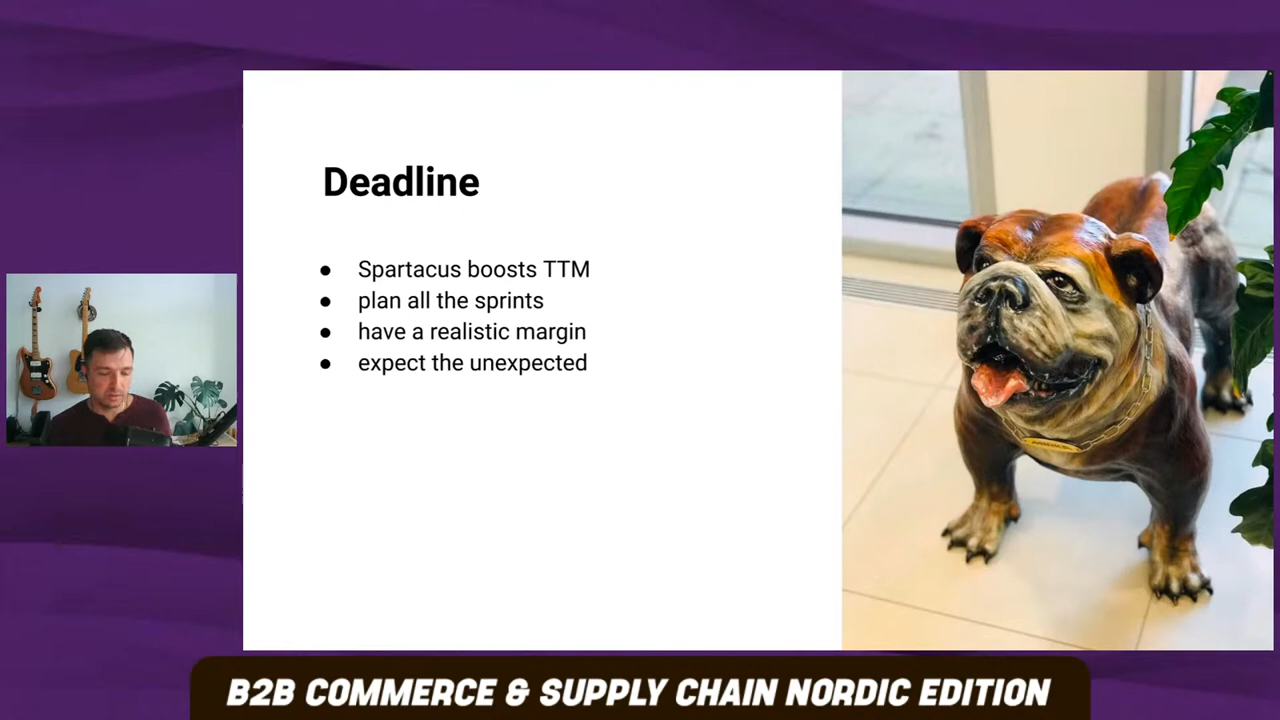 Deadline
Spartacus boosts TTM
plan all the sprints
have a realistic margin
expect the unexpected
B2B COMMERCE & SUPPLY CHAIN NORDIC EDITION